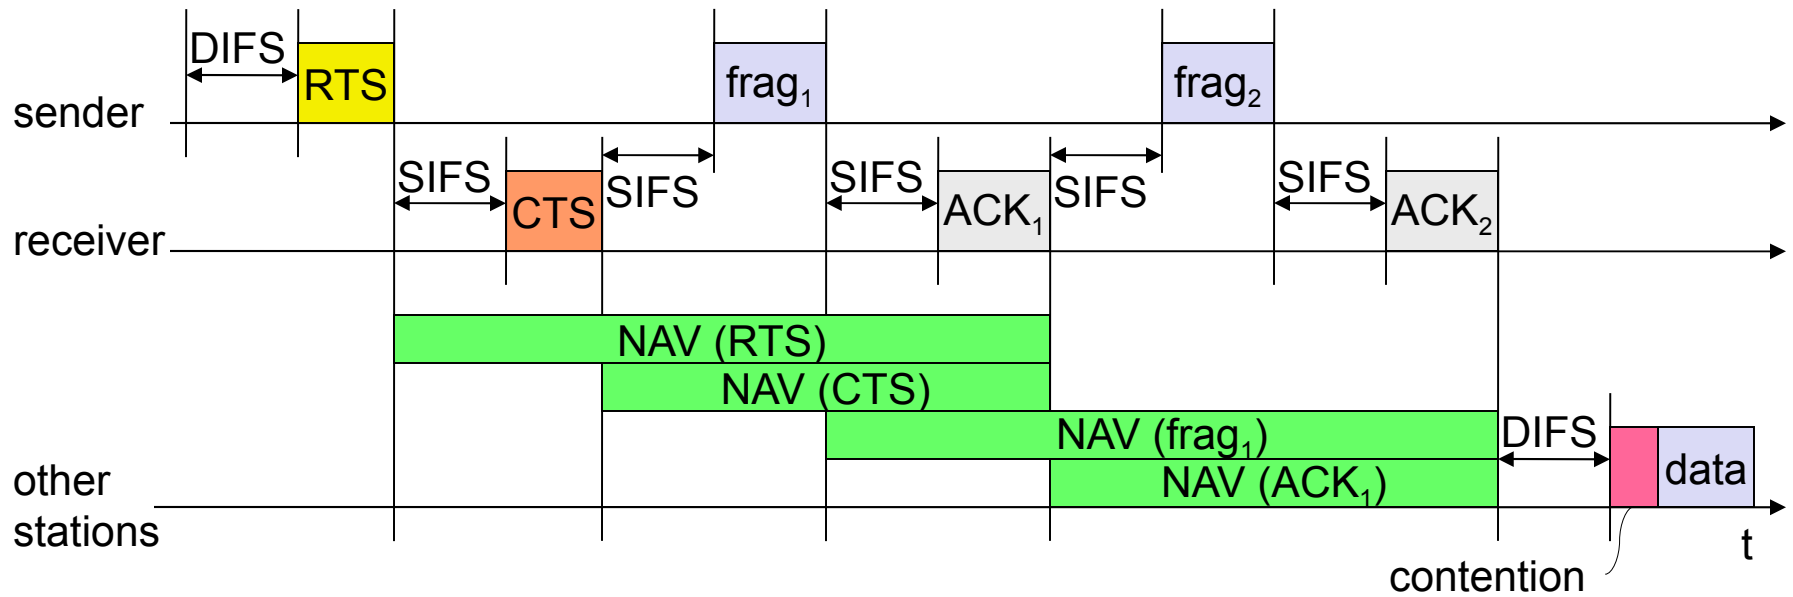 DIFS
RTS
frag₁
frag₂
sender
SIFS
CTS
SIFS
SIFS
ACK₁
SIFS
SIFS
ACK₂
receiver
NAV (RTS)
NAV (CTS)
NAV (frag₁)
DIFS
NAV (ACK₁)
data
other
stations
t
contention